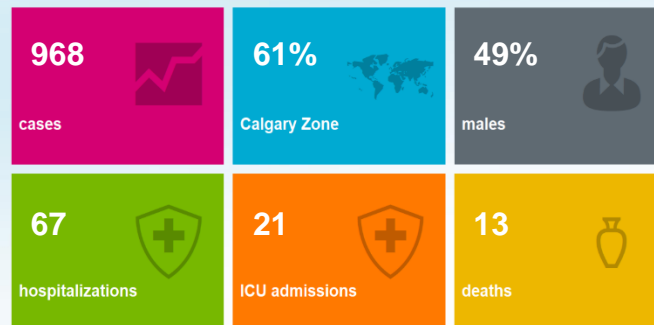 968
cases
61%
Calgary Zone
49%
males
67
hospitalizations
21
ICU admissions
13
deaths